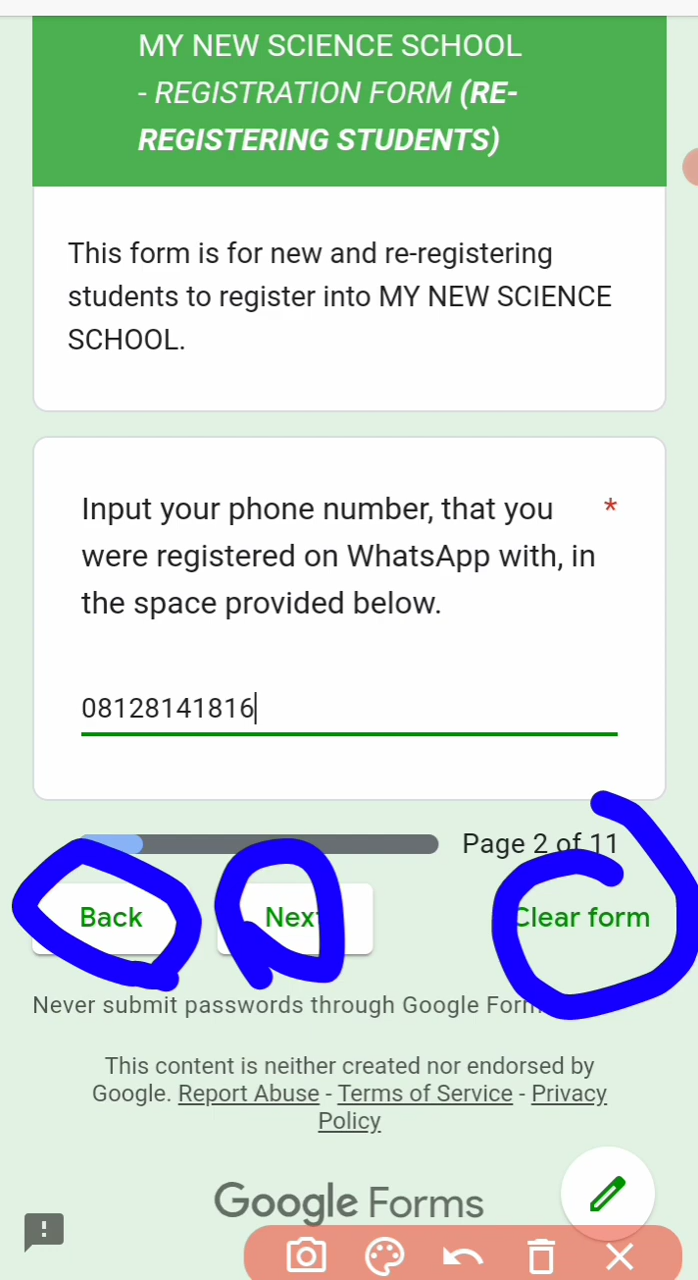 MY NEW SCIENCE SCHOOL
- REGISTRATION FORM (RE-
REGISTERING STUDENTS)
This form is for new and re-registering
students to register into MY NEW SCIENCE
SCHOOL.
Input your phone number, that you *
were registered on WhatsApp with, in
the space provided below.
08128141816
Page 2 of 11
Back Next Clear form
Never submit passwords through Google Forms.
This content is neither created nor endorsed by
Google. Report Abuse - Terms of Service - Privacy
Policy
Google Forms